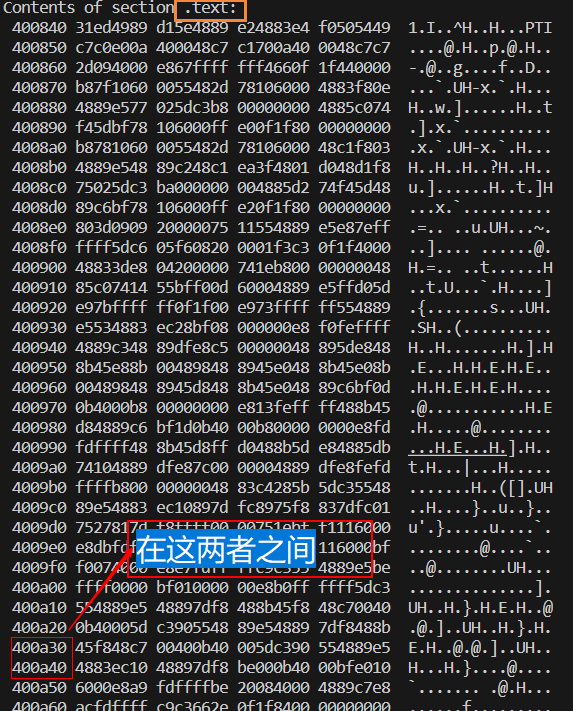 Contents of section .text:
400840 31ed4989 d15e4889 e24883e4 f0505449 1.I..^H..H...PTI
400850 c7c0e00a 400048c7 c1700a40 0048c7c7 ....@.H..p.@.H..
400860 2d094000 e867ffff fff4660f 1f440000 -.@..g....f..D..
400870 b87f1060 0055482d 78106000 4883f80e ...`.UH-x.`.H...
400880 4889e577 025dc3b8 00000000 4885c074 H..w.]......H..t
400890 f45dbf78 106000ff e00f1f80 00000000 .].x.`..........
4008a0 b8781060 0055482d 78106000 48c1f803 .x.`.UH-x.`.H...
4008b0 4889e548 89c248c1 ea3f4801 d048d1f8 H..H..H..?H..H..
4008c0 75025dc3 ba000000 004885d2 74f45d48 u.]......H..t.]H
4008d0 89c6bf78 106000ff e20f1f80 00000000 ...x.`..........
4008e0 803d0909 20000075 11554889 e5e87eff .=.. ..u.UH...~.
4008f0 ffff5dc6 05f60820 0001f3c3 0f1f4000 ..].... ......@.
400900 48833de8 04200000 741eb800 00000048 H.=.. ..t......H
400910 85c07414 55bff00d 60004889 e5ffd05d ..t.U...`.H....]
400920 e97bffff ff0f1f00 e973ffff ff554889 .{.......s...UH.
400930 e5534883 ec28bf08 000000e8 f0feffff .SH..(..........
400940 4889c348 89dfe8c5 00000048 895de848 H..H.......H.].H
400950 8b45e88b 00489848 8945e048 8b45e08b .E...H.H.E.H.E..
400960 00489848 8945d848 8b45e048 89c6bf0d .H.H.E.H.E.H....
400970 0b4000b8 00000000 e813feff ff488b45 .@...........H.E
400980 d84889c6 bf1d0b40 00b80000 0000e8fd .H.....@........
400990 fdffff48 8b45d8ff d0488b5d e84885db ...H.E...H.].H..
4009a0 74104889 dfe87c00 00004889 dfe8fefd t.H...|...H.....
4009b0 ffffb800 00000048 83c4285b 5dc35548 .......H..([].UH
4009c0 89e54883 ec10897d fc8975f8 837dfc01 ..H....}..u..}..
4009d0 7527817d f8ffff00 00751ebf f1116000 u'.}.....u....`.
4009e0 116000bf .........@....`..
4009f0 f0074000 4889e5be ..@........UH...
在这两者之间
400a00 ffff0000 bf010000 00e8b0ff ffff5dc3 ..............].
400a10 554889e5 48897df8 488b45f8 48c70040 UH..H.}.H.E.H..@
400a20 0b40005d c3905548 89e54889 7df8488b .@.]..UH..H.}.H.
400a30 45f848c7 00400b40 005dc390 554889e5 E.H..@.@.]..UH..
400a40 4883ec10 48897df8 be000b40 00bfe010 H...H.}....@....
400a50 6000e8a9 fdffffbe 20084000 4889c7e8 `....... .@.H...
400a60 acfdffff c9c3662e 0f1f8400 00000000 ......f.........